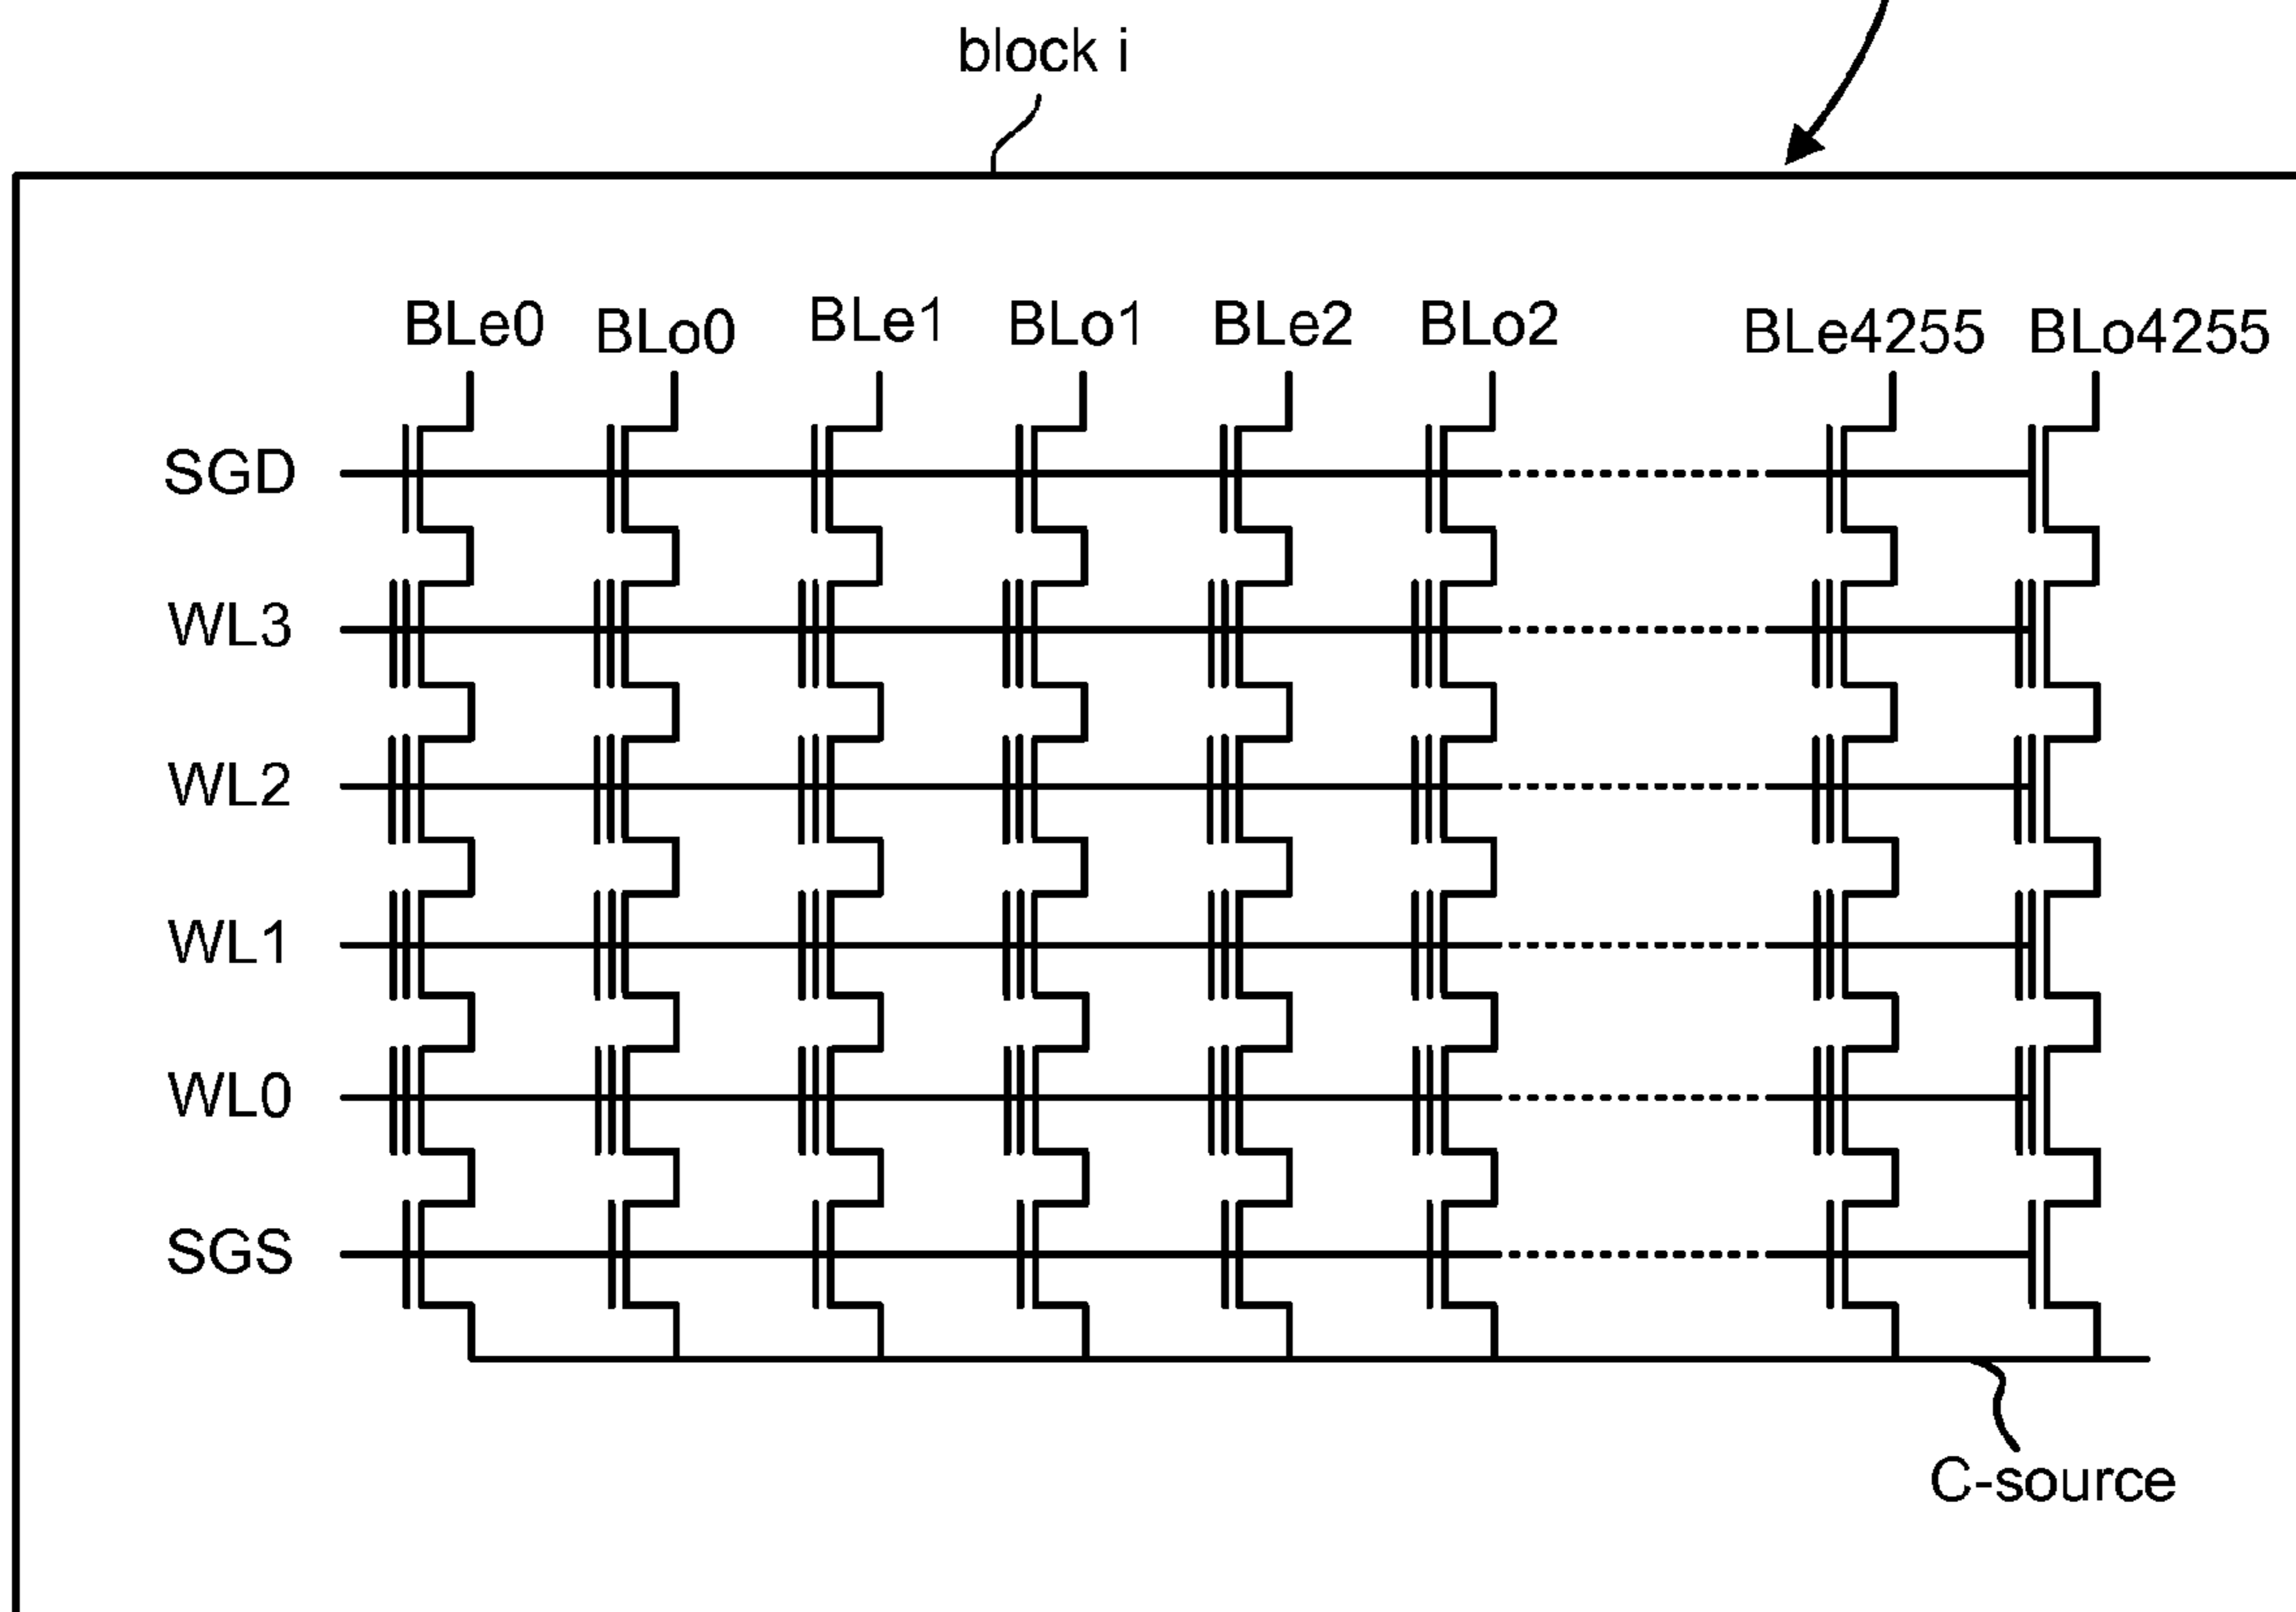 block i
BLe0 BLo0 BLe1 BLo1 BLe2 BLo2 BLe4255 BLo4255
SGD
WL3
WL2
WL1
WL0
SGS
C-source